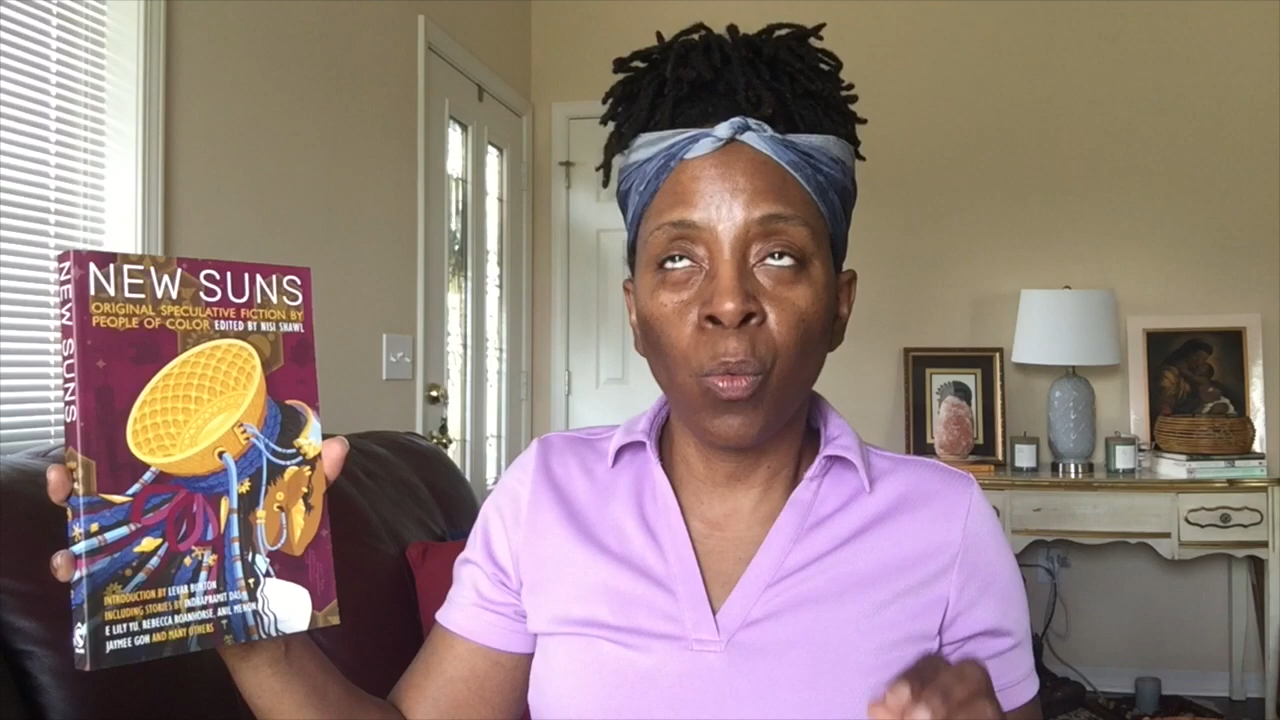 NEW SUNS
NEW SUNS
ORIGINAL SPECULATIVE FICTION BY
PEOPLE OF COLOR EDITED BY NISI SHAWL
INTRODUCTION BY LEVAR BURTON
INCLUDING STORIES BY INDRAPRAMIT DAS,
E LILY YU, REBECCA ROANHORSE, ANIL MENON,
JAYMEE GOH AND MANY OTHERS